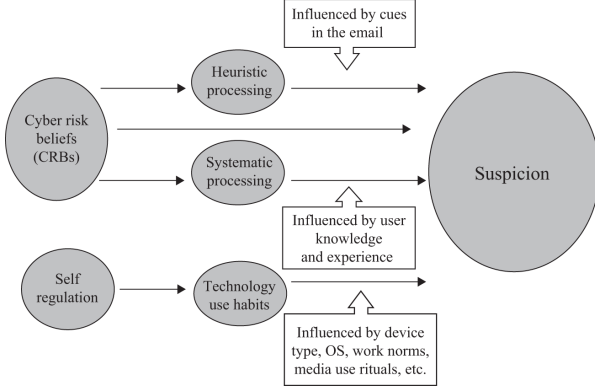 Influenced by cues
in the email
Heuristic
processing
Cyber risk
beliefs
(CRBs)
Systematic
processing
Suspicion
Influenced by user
knowledge
and experience
Self
regulation
Technology
use habits
Influenced by device
type, OS, work norms,
media use rituals, etc.